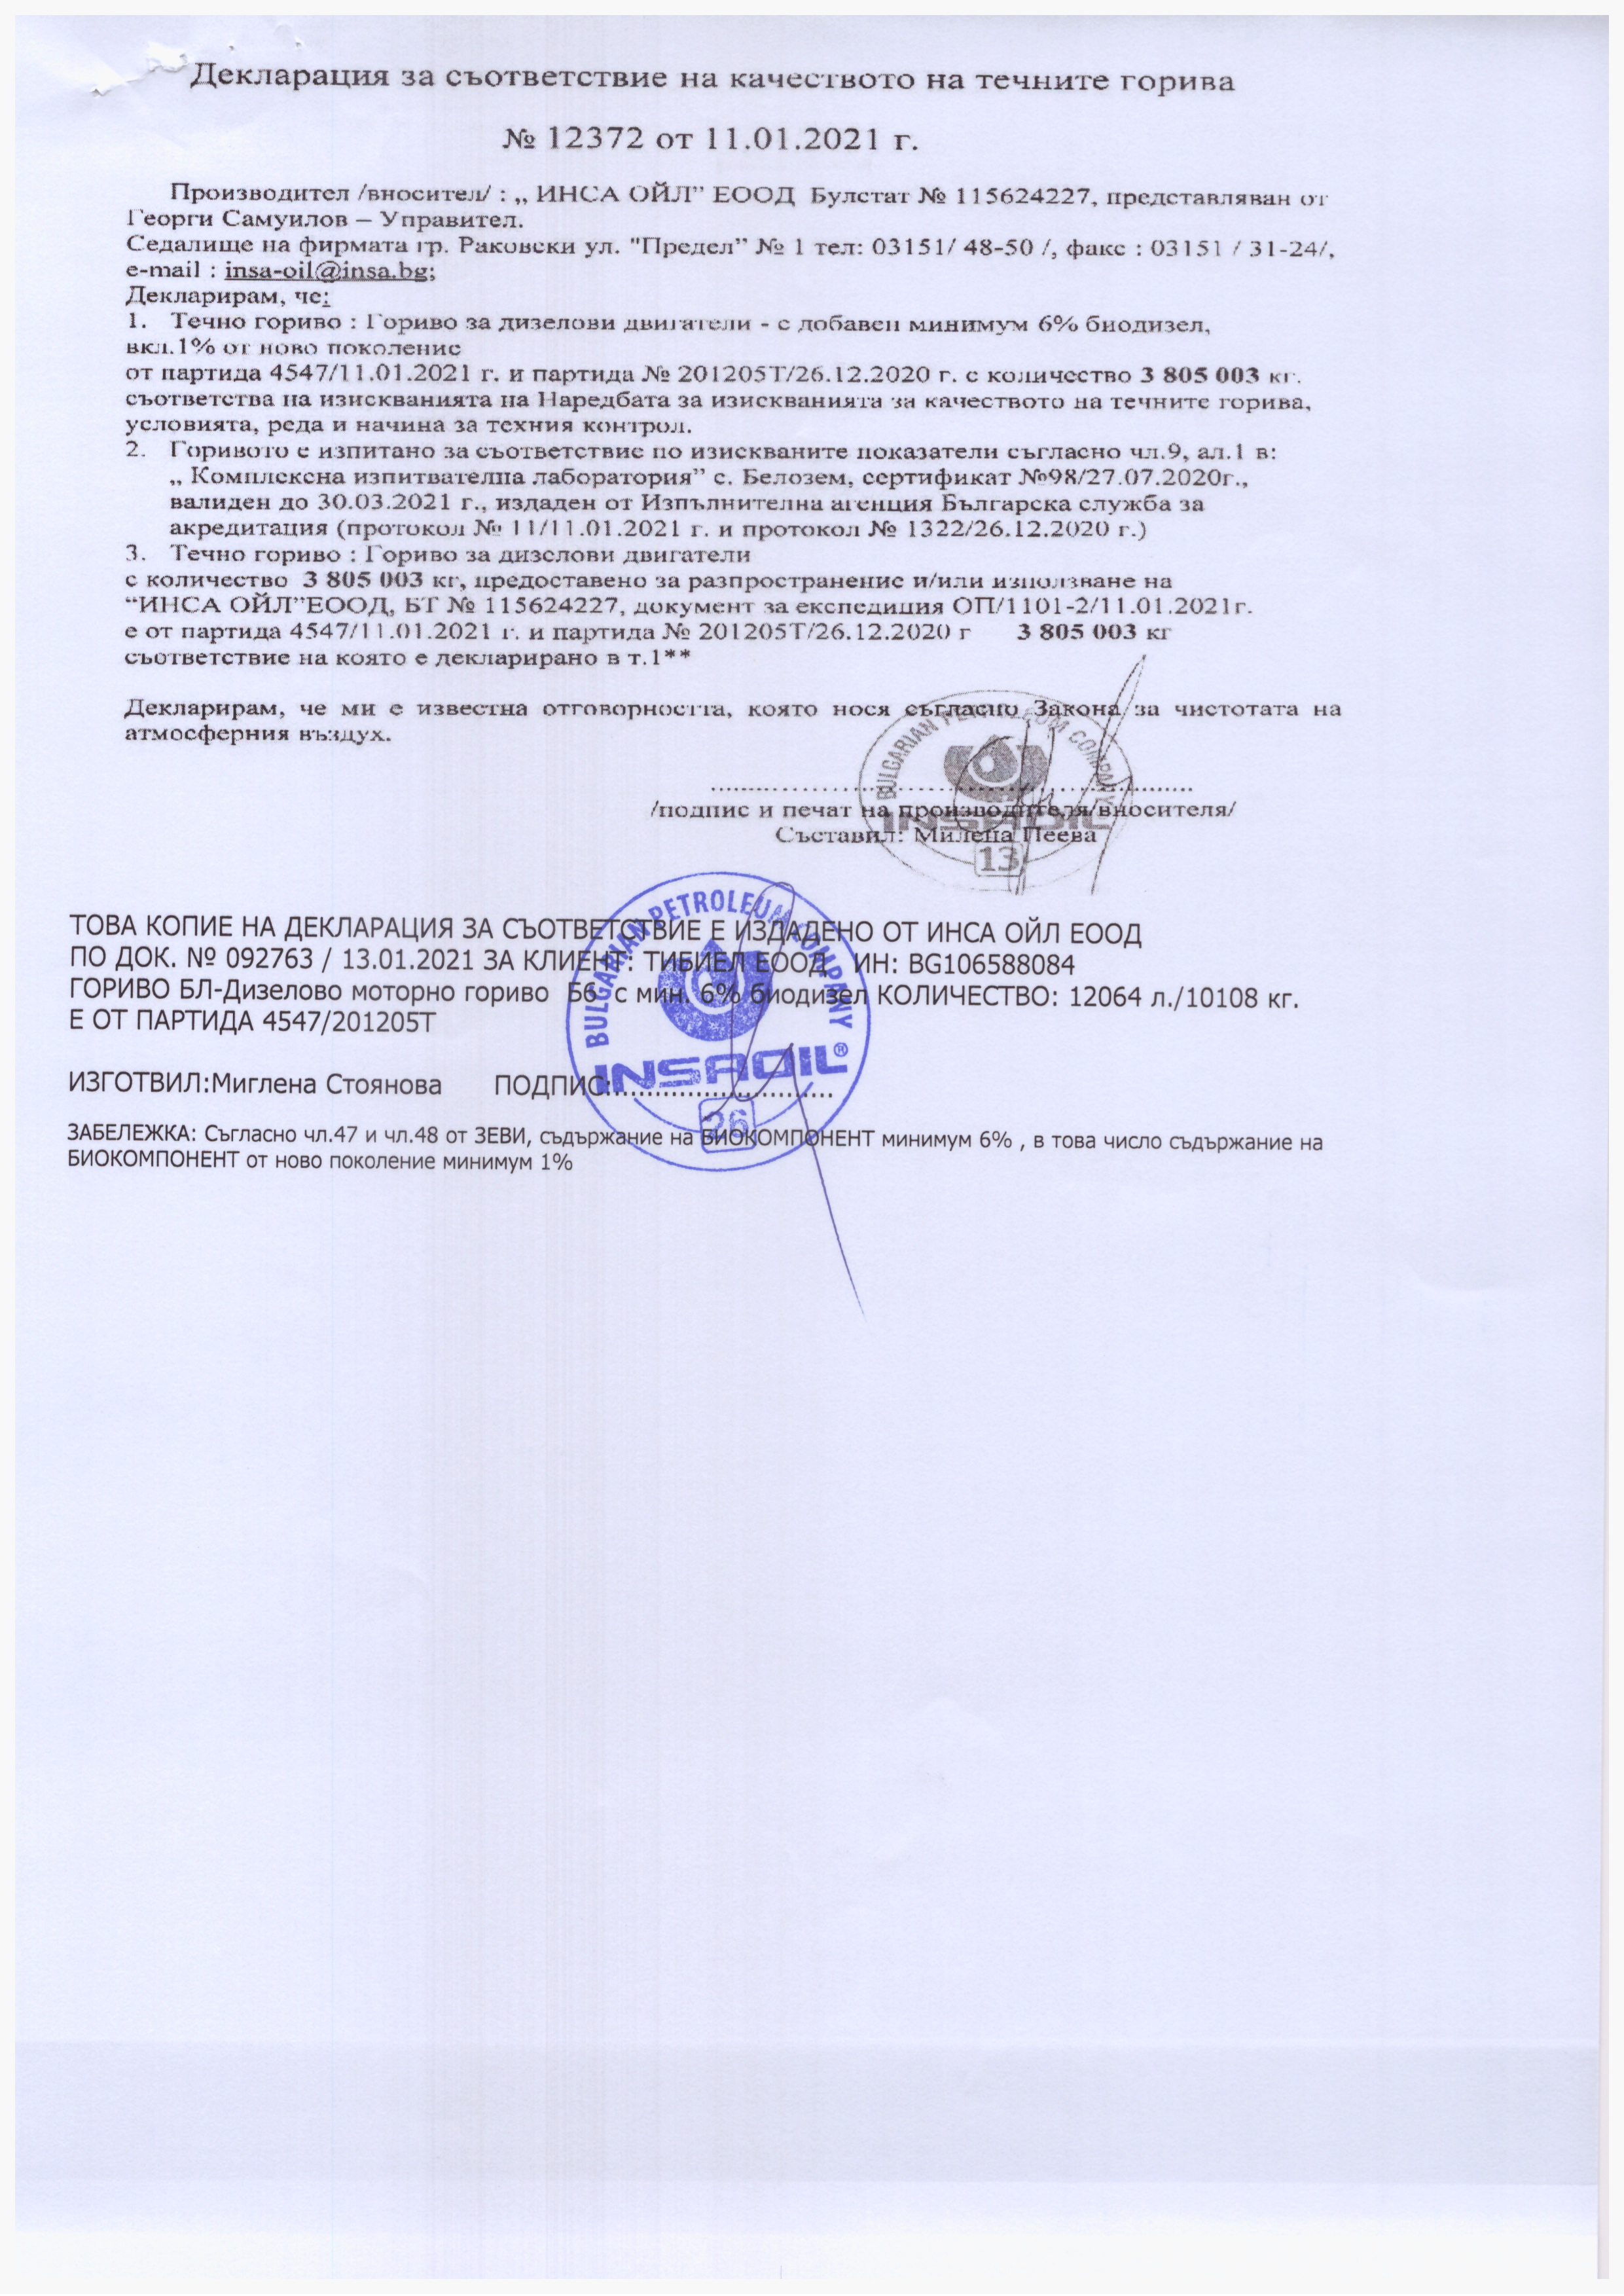 Декларация за съответствие на качеството на течните горива
№ 12372 от 11.01.2021 г.
Производител /вносител/ : „ ИНСА ОЙЛ” ЕООД Булстат № 115624227, представляван от
Георги Самуилов – Управител.
Седалище на фирмата гр. Раковски ул. "Предел” № 1 тел: 03151/ 48-50 /, факс : 03151 / 31-24/,
e-mail : insa-oil@insa.bg;
Декларирам, че:
1. Течно гориво : Гориво за дизелови двигатели - с добавен минимум 6% биодизел,
вкл.1% от ново поколение
от партида 4547/11.01.2021 г. и партида № 201205Т/26.12.2020 г. с количество 3 805 003 кг.
съответства на изискванията на Наредбата за изискванията за качеството на течните горива,
условията, реда и начина за техния контрол.
2. Горивото е изпитано за съответствие по изискваните показатели съгласно чл.9, ал.1 в:
„ Комплексна изпитвателна лаборатория” с. Белозем, сертификат №98/27.07.2020г.,
валиден до 30.03.2021 г., издаден от Изпълнителна агенция Българска служба за
акредитация (протокол № 11/11.01.2021 г. и протокол № 1322/26.12.2020 г.)
3. Течно гориво : Гориво за дизелови двигатели
с количество 3 805 003 кг, предоставено за разпространение и/или използване на
“ИНСА ОЙЛ”ЕООД, БТ № 115624227, документ за експедиция ОП/1101-2/11.01.2021г.
е от партида 4547/11.01.2021 г. и партида № 201205Т/26.12.2020 г 3 805 003 кг
съответствие на която е декларирано в т.1**
Декларирам, че ми е известна отговорността, която нося съгласно Закона за чистотата на
атмосферния въздух.
BULGARIAN PETROLEUM COMPANY
/подпис и печат на производителя/вносителя/
INSAOIL
Съставил: Милена Пеева
13
BULGARIAN PETROLEUM COMPANY
ТОВА КОПИЕ НА ДЕКЛАРАЦИЯ ЗА СЪОТВЕТСТВИЕ Е ИЗДАДЕНО ОТ ИНСА ОЙЛ ЕООД
ПО ДОК. № 092763 / 13.01.2021 ЗА КЛИЕНТ: ТИБИЕЛ ЕООД ИН: BG106588084
ГОРИВО БЛ-Дизелово моторно гориво Б6 с мин. 6% биодизел КОЛИЧЕСТВО: 12064 л./10108 кг.
Е ОТ ПАРТИДА 4547/201205Т
INSAOIL®
ИЗГОТВИЛ:Миглена Стоянова ПОДПИС:............................
26
ЗАБЕЛЕЖКА: Съгласно чл.47 и чл.48 от ЗЕВИ, съдържание на БИОКОМПОНЕНТ минимум 6% , в това число съдържание на
БИОКОМПОНЕНТ от ново поколение минимум 1%